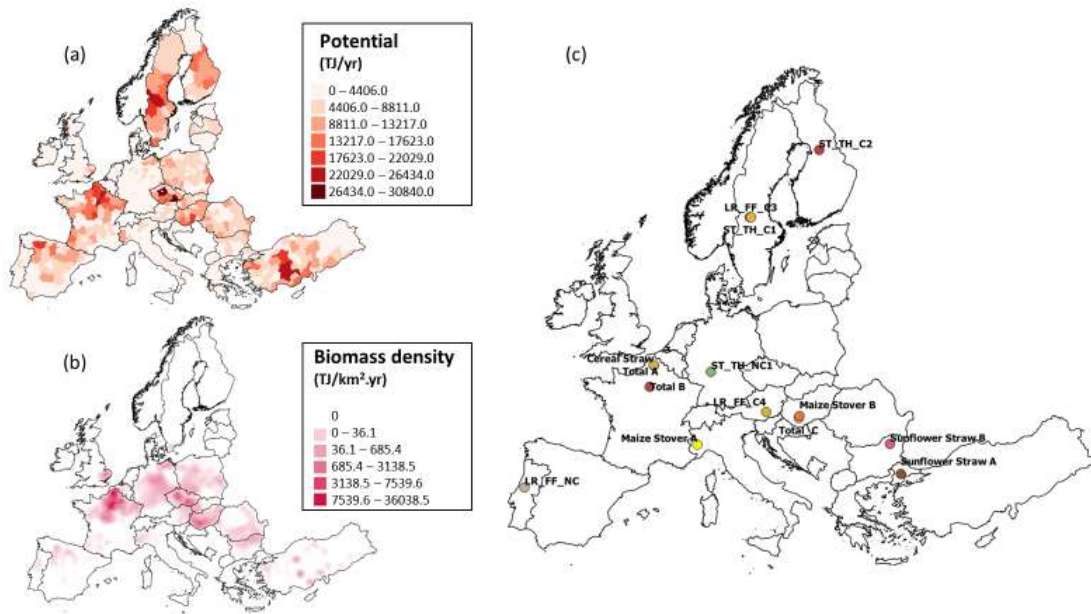 (a)
Potential
(TJ/yr)
0 – 4406.0
4406.0 – 8811.0
8811.0 – 13217.0
13217.0 – 17623.0
17623.0 – 22029.0
22029.0 – 26434.0
26434.0 – 30840.0
(b)
Biomass density
(TJ/km².yr)
0
0 – 36.1
36.1 – 685.4
685.4 – 3138.5
3138.5 – 7539.6
7539.6 – 36038.5
(c)
ST_TH_C2
LR_FF_C3
ST_TH_C1
Cereal Straw
Total A
ST_TH_NC1
Total B
LR_FF_C4
Maize Stover B
Total_C
Maize Stover A
Sunflower Straw B
Sunflower Straw A
LR_FF_NC